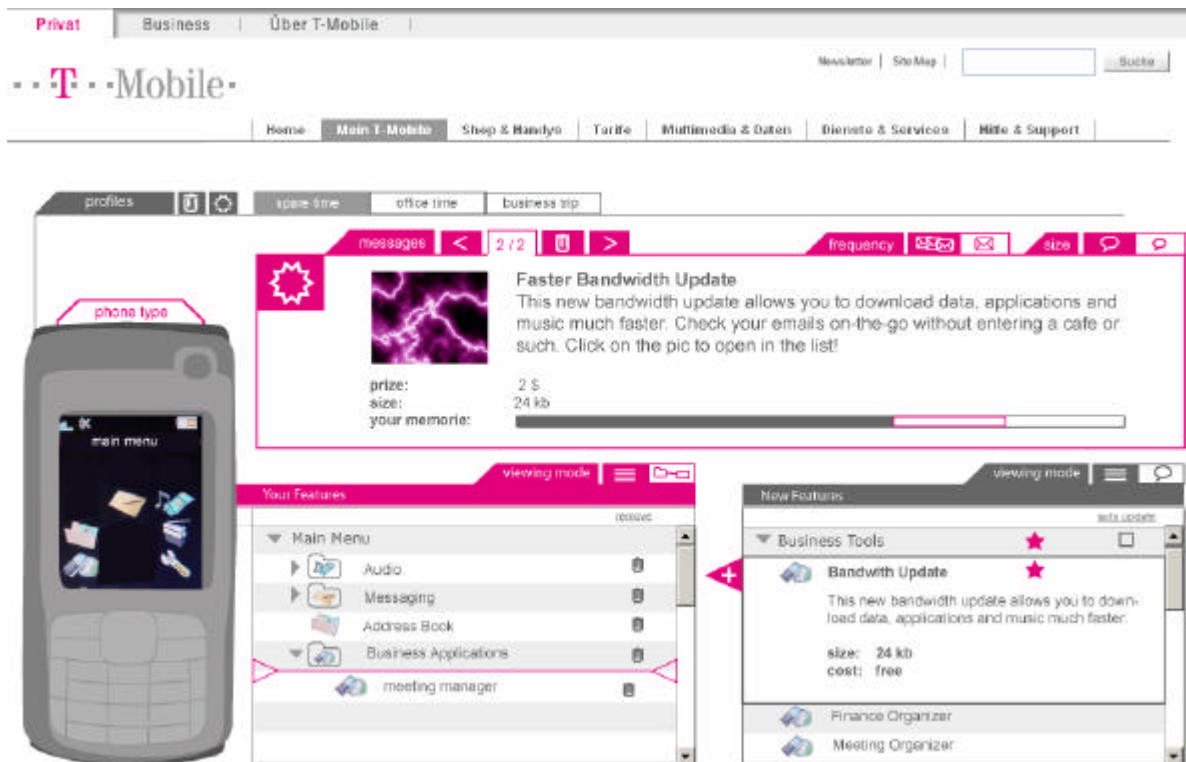 Privat Business Über T-Mobile
Newsletter Site Map Suche
T Mobile
Home Mein T-Mobile Shop & Handys Tarife Multimedia & Daten Dienste & Services Hilfe & Support
profiles spare time office time business trip
messages < 2 / 2 > frequency size
phone type
Faster Bandwidth Update
This new bandwidth update allows you to download data, applications and
music much faster. Check your emails on-the-go without entering a cafe or
such. Click on the pic to open in the list!
prize: 2 $
size: 24 kb
your memorie:
main menu
viewing mode
Your Features
remove
Main Menu
Audio
Messaging
Address Book
Business Applications
meeting manager
viewing mode
New Features
auto update
Business Tools
+
Bandwith Update
This new bandwidth update allows you to down-
load data, applications and music much faster.
size: 24 kb
cost: free
Finance Organizer
Meeting Organizer